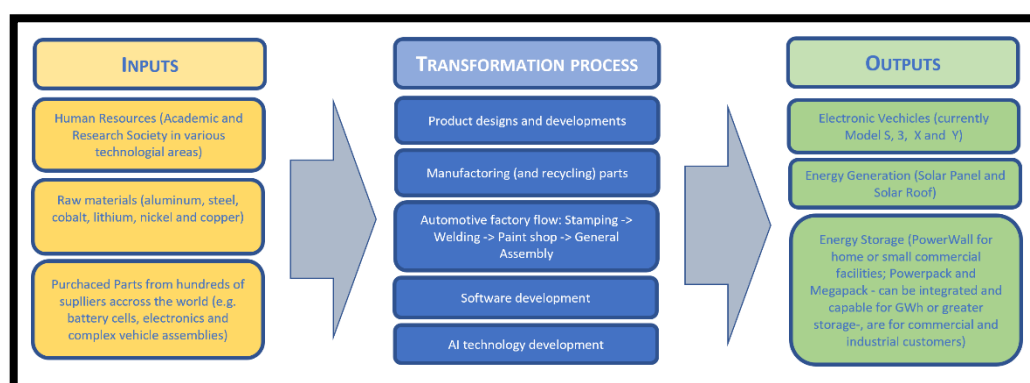 INPUTS
Human Resources (Academic and
Research Society in various
technologial areas)
Raw materials (aluminum, steel,
cobalt, lithium, nickel and copper)
Purchaced Parts from hundreds of
suplliers accross the world (e.g.
battery cells, electronics and
complex vehicle assemblies)
TRANSFORMATION PROCESS
Product designs and developments
Manufactoring (and recycling) parts
Automotive factory flow: Stamping ->
Welding -> Paint shop -> General
Assembly
Software development
AI technology development
OUTPUTS
Electronic Vechicles (currently
Model S, 3, X and Y)
Energy Generation (Solar Panel and
Solar Roof)
Energy Storage (PowerWall for
home or small commercial
facilities; Powerpack and
Megapack - can be integrated and
capable for GWh or greater
storage-, are for commercial and
industrial customers)